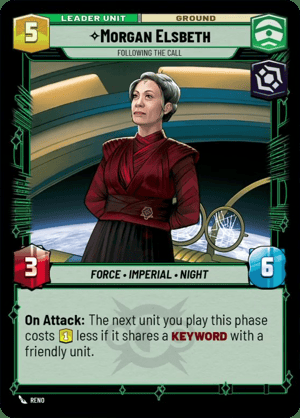 LEADER UNIT
GROUND
5
✧MORGAN ELSBETH
FOLLOWING THE CALL
3
6
FORCE • IMPERIAL • NIGHT
On Attack: The next unit you play this phase
costs 1 less if it shares a KEYWORD with a
friendly unit.
RENO